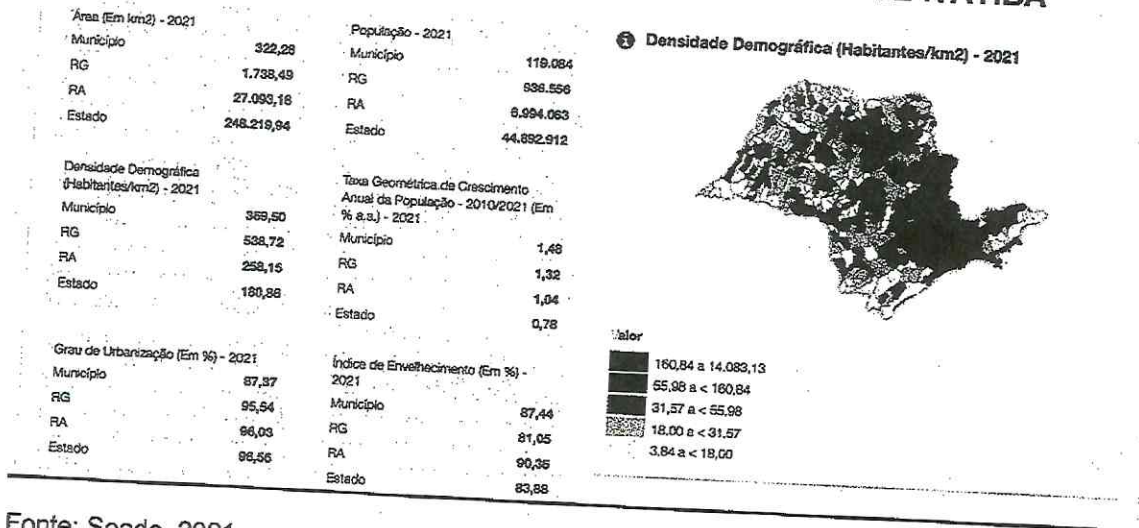 Área (Em km2) - 2021
Município 322,28
RG 1.738,49
RA 27.093,16
Estado 248.219,94
População - 2021
Município 119.084
RG 936.556
RA 6.994.063
Estado 44.892.912
Densidade Demográfica
(Habitantes/km2) - 2021
Município 369,50
RG 538,72
RA 258,15
Estado 180,86
Taxa Geométrica de Crescimento
Anual da População - 2010/2021 (Em
% a.a.) - 2021
Município 1,48
RG 1,32
RA 1,04
Estado 0,78
Grau de Urbanização (Em %) - 2021
Município 87,37
RG 95,54
RA 96,03
Estado 96,56
Índice de Envelhecimento (Em %) -
2021
Município 87,44
RG 81,05
RA 90,35
Estado 83,88
Densidade Demográfica (Habitantes/km2) - 2021
Valor
160,84 a 14.083,13
55,98 a < 160,84
31,57 a < 55,98
18,00 a < 31,57
3,84 a < 18,00
Fonte: Seade, 2021